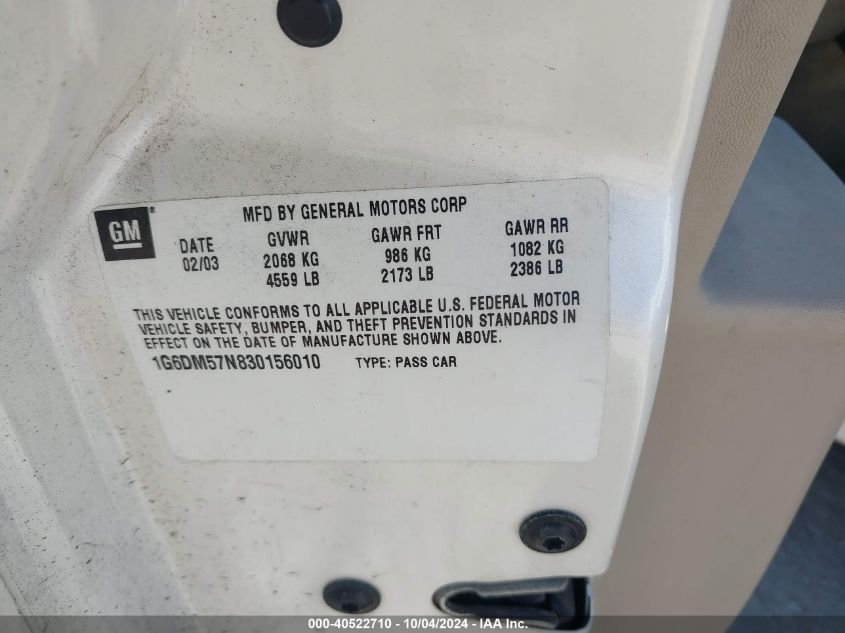 GM®
MFD BY GENERAL MOTORS CORP
DATE GVWR GAWR FRT GAWR RR
02/03 2068 KG 986 KG 1082 KG
4559 LB 2173 LB 2386 LB
THIS VEHICLE CONFORMS TO ALL APPLICABLE U.S. FEDERAL MOTOR
VEHICLE SAFETY, BUMPER, AND THEFT PREVENTION STANDARDS IN
EFFECT ON THE DATE OF MANUFACTURE SHOWN ABOVE.
1G6DM57N830156010 TYPE: PASS CAR
000-40522710 - 10/04/2024 - IAA Inc.